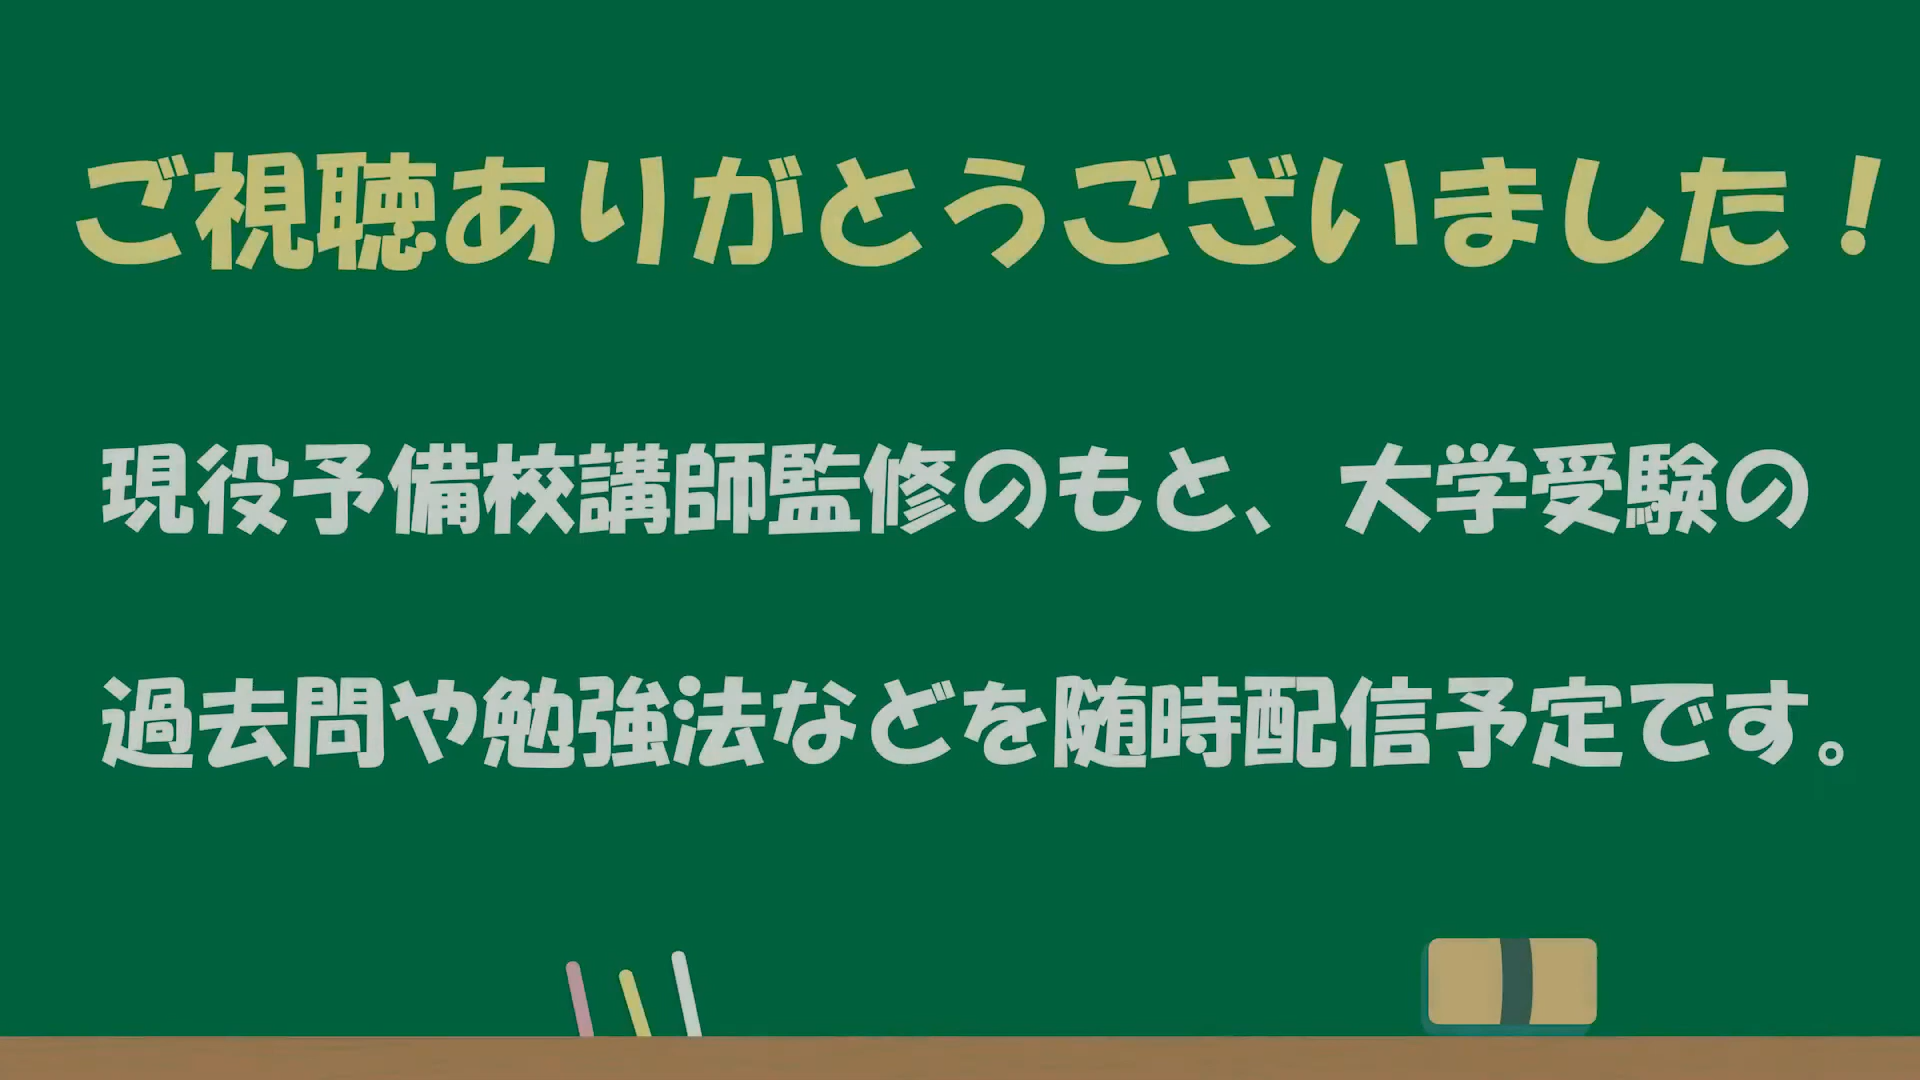 ご視聴ありがとうございました！
現役予備校講師監修のもと、大学受験の
過去問や勉強法などを随時配信予定です。